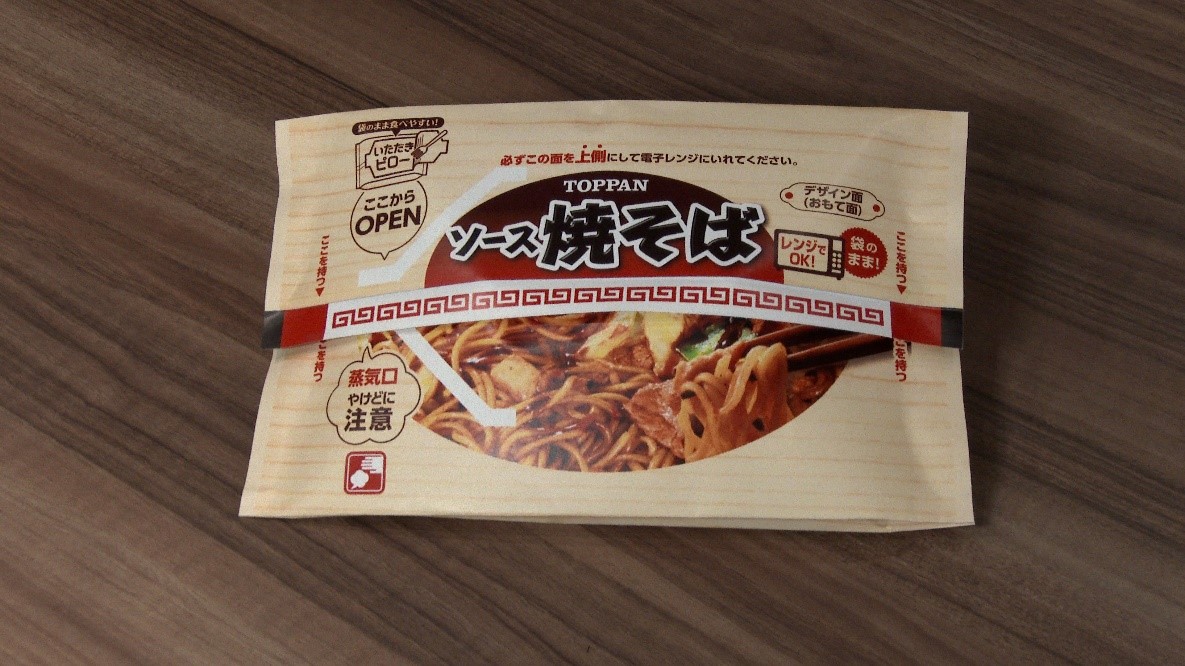 袋のまま食べやすい!
いただき
ピロー
ここから
OPEN
必ずこの面を上側にして電子レンジにいれてください。
TOPPAN
ソース焼そば
デザイン面
(おもて面)
レンジで
OK!
袋の
まま!
ここを持つ
ここを持つ
ここを持つ
ここを持つ
蒸気口
やけどに
注意